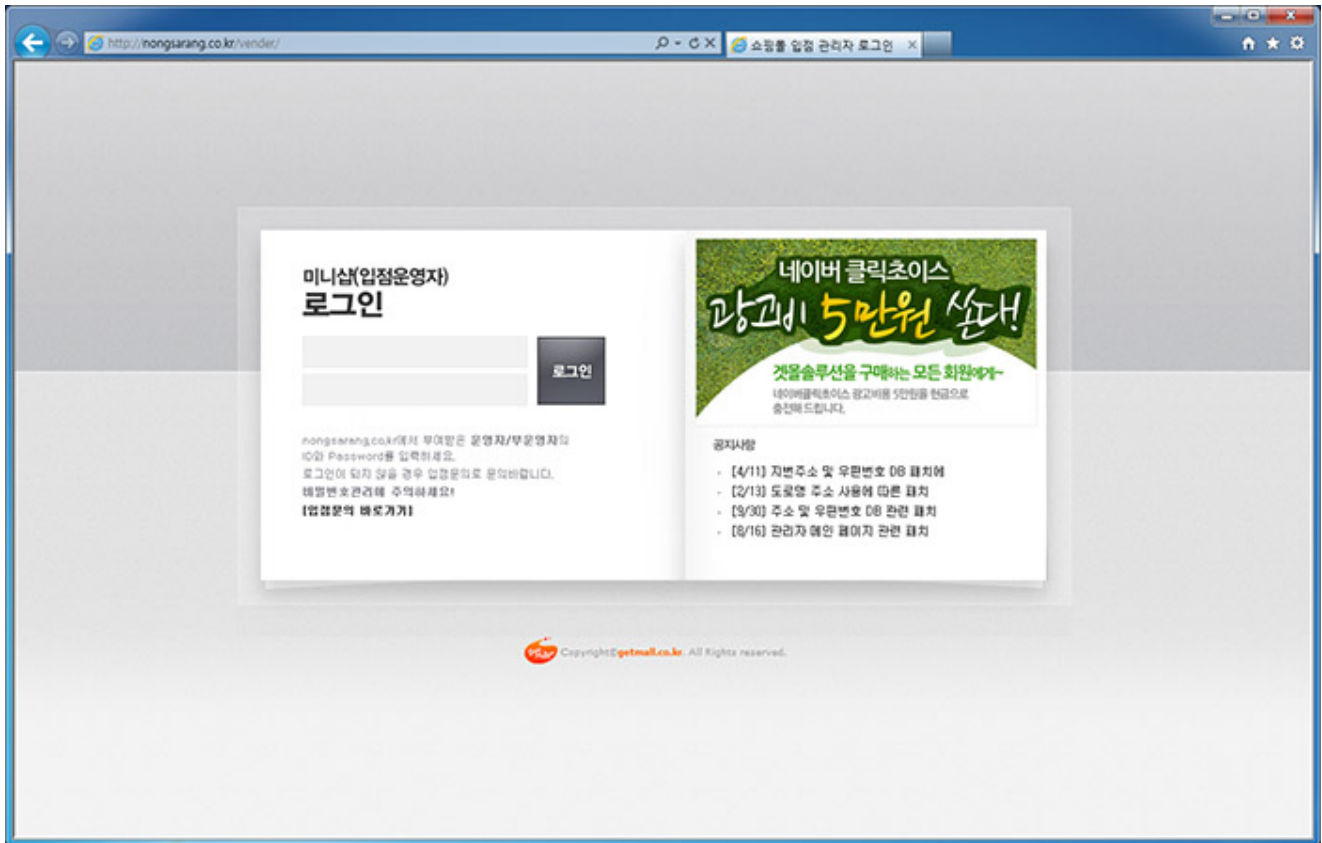 http://nongsarang.co.kr/vender/
쇼핑몰 입점 관리자 로그인
미니샵(입점운영자)
로그인
로그인
nongsarang.co.kr에서 부여받은 운영자/부운영자의
ID와 Password를 입력하세요.
로그인이 되지 않을 경우 입점문의로 문의바랍니다.
비밀번호관리에 주의하세요!
[입점문의 바로가기]
네이버 클릭초이스
광고비 5만원 쏜다!
겟몰솔루션을 구매하는 모든 회원에게~
네이버클릭초이스 광고비용 5만원을 현금으로
충전해 드립니다.
공지사항
· [4/11] 지번주소 및 우편번호 DB 패치에
· [2/13] 도로명 주소 사용에 따른 패치
· [9/30] 주소 및 우편번호 DB 관련 패치
· [8/16] 관리자 메인 페이지 관련 패치
Copyright©getmall.co.kr. All Rights reserved.